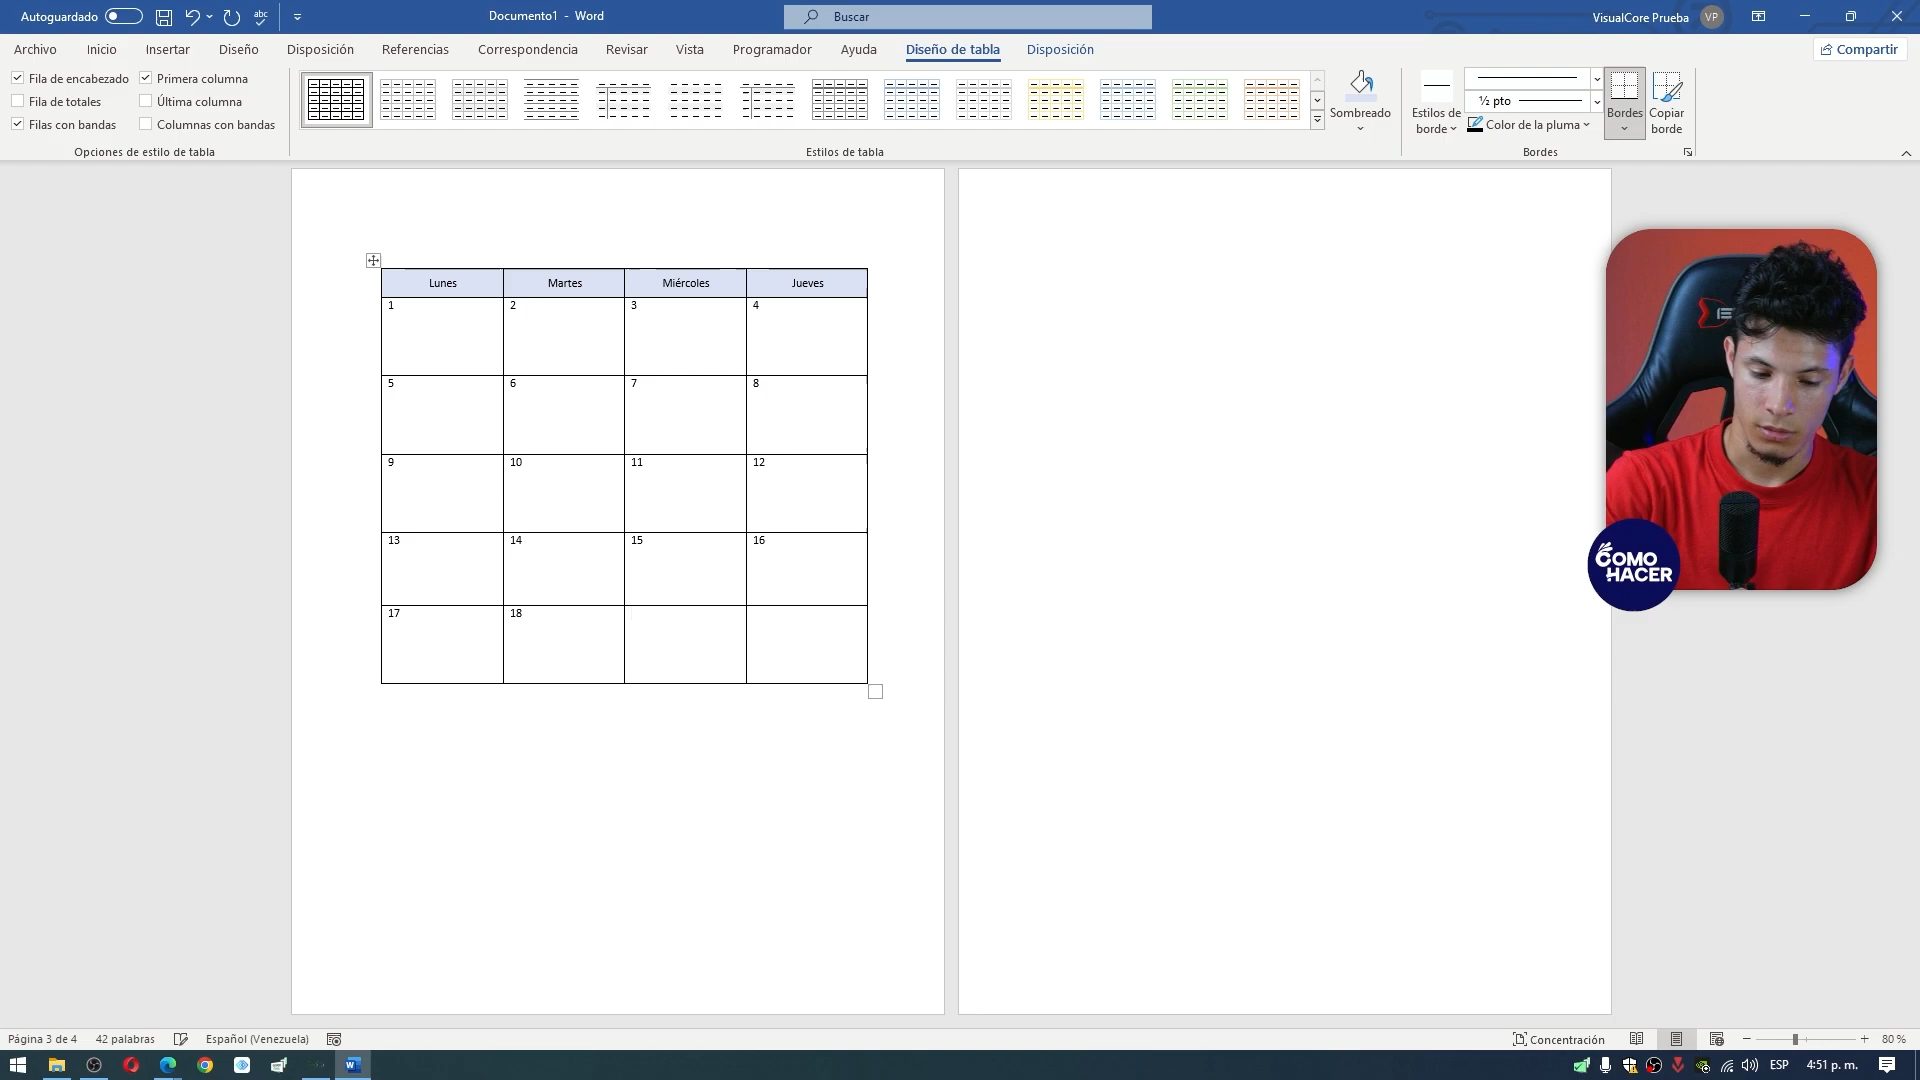 Autoguardado
abc
Documento1 - Word
Buscar
VisualCore Prueba
VP
Archivo
Inicio
Insertar
Diseño
Disposición
Referencias
Correspondencia
Revisar
Vista
Programador
Ayuda
Diseño de tabla
Disposición
Compartir
Fila de encabezado
Primera columna
Fila de totales
Última columna
Filas con bandas
Columnas con bandas
Opciones de estilo de tabla
Estilos de tabla
Sombreado
Estilos de
borde
½ pto
Color de la pluma
Bordes
Copiar
borde
Bordes
Lunes Martes Miércoles Jueves
1 2 3 4
5 6 7 8
9 10 11 12
13 14 15 16
17 18
COMO
HACER
Página 3 de 4
42 palabras
Español (Venezuela)
Concentración
80 %
W
ESP
4:51 p. m.